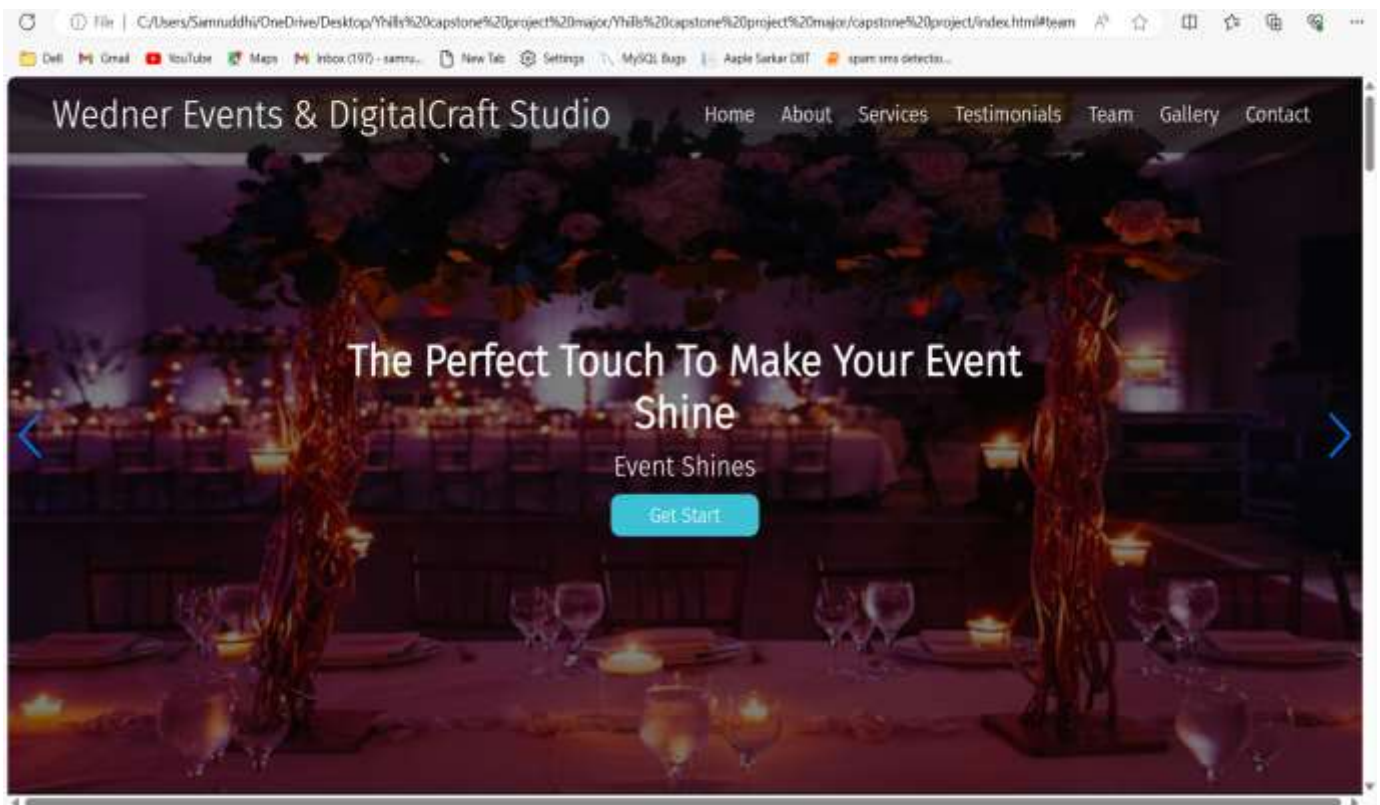 File | C:/Users/Samruddhi/OneDrive/Desktop/Yhills%20capstone%20project%20major/Yhills%20capstone%20project%20major/capstone%20project/index.html#team
Dell Gmail YouTube Maps Inbox (197) - samru... New Tab Settings MySQL Bugs Aaple Sarkar DBT spam sms detectio...
Wedner Events & DigitalCraft Studio Home About Services Testimonials Team Gallery Contact
The Perfect Touch To Make Your Event
Shine
Event Shines
Get Start